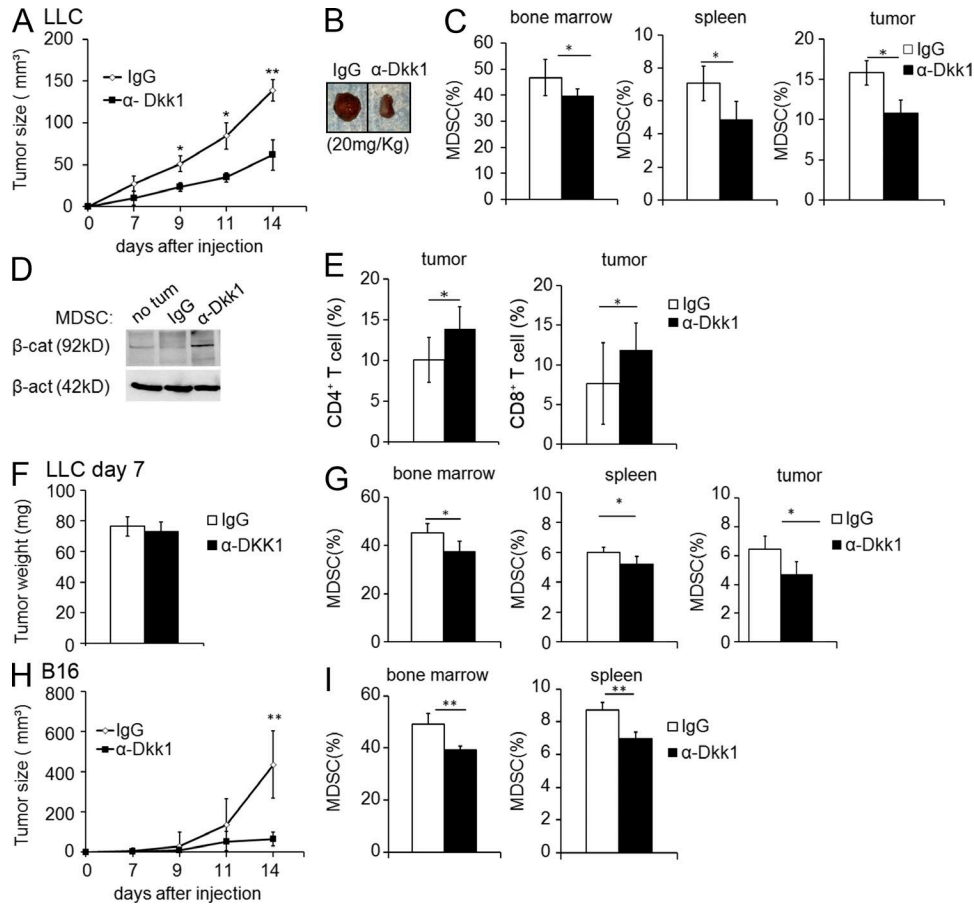 A LLC
Tumor size ( mm³)
200
150
100
50
0
IgG
α- Dkk1
*
*
**
0 7 9 11 14
days after injection
B
IgG α-Dkk1
(20mg/Kg)
C
bone marrow
MDSC(%)
60
50
40
30
20
10
0
*
spleen
MDSC(%)
10
8
6
4
2
0
*
tumor
MDSC(%)
20
15
10
5
0
*
IgG
α-Dkk1
D
MDSC: no tum IgG α-Dkk1
β-cat (92kD)
β-act (42kD)
E
tumor
CD4⁺ T cell (%)
20
15
10
5
0
*
tumor
CD8⁺ T cell (%)
20
15
10
5
0
*
IgG
α-Dkk1
F LLC day 7
Tumor weight (mg)
100
80
60
40
20
0
IgG
α-DKK1
G
bone marrow
MDSC(%)
60
40
20
0
*
spleen
MDSC(%)
10
8
6
4
2
0
*
tumor
MDSC(%)
10
8
6
4
2
0
*
IgG
α-Dkk1
H B16
Tumor size ( mm³)
800
600
400
200
0
IgG
α-Dkk1
**
0 7 9 11 14
days after injection
I
bone marrow
MDSC(%)
60
40
20
0
**
spleen
MDSC(%)
10
8
6
4
2
0
**
IgG
α-Dkk1